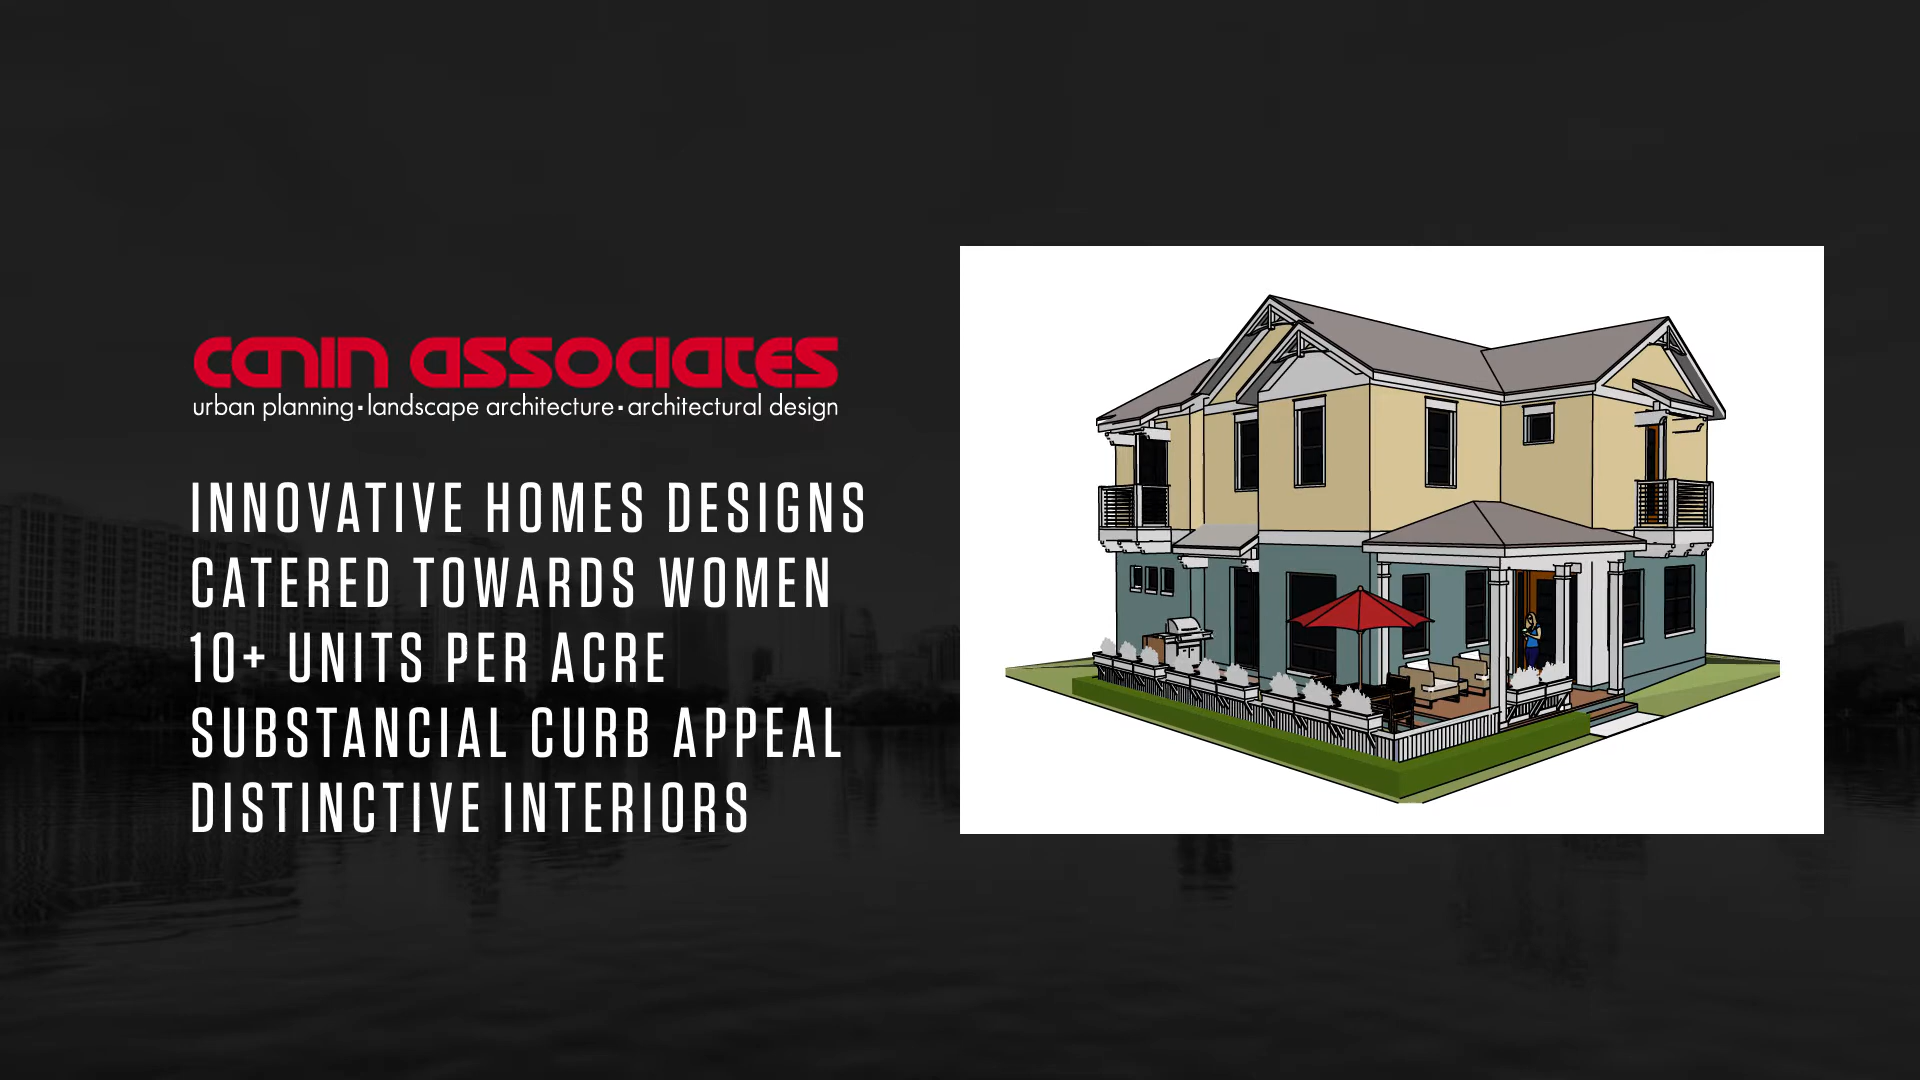 canin associates
urban planning▪landscape architecture▪architectural design
INNOVATIVE HOMES DESIGNS
CATERED TOWARDS WOMEN
10+ UNITS PER ACRE
SUBSTANCIAL CURB APPEAL
DISTINCTIVE INTERIORS